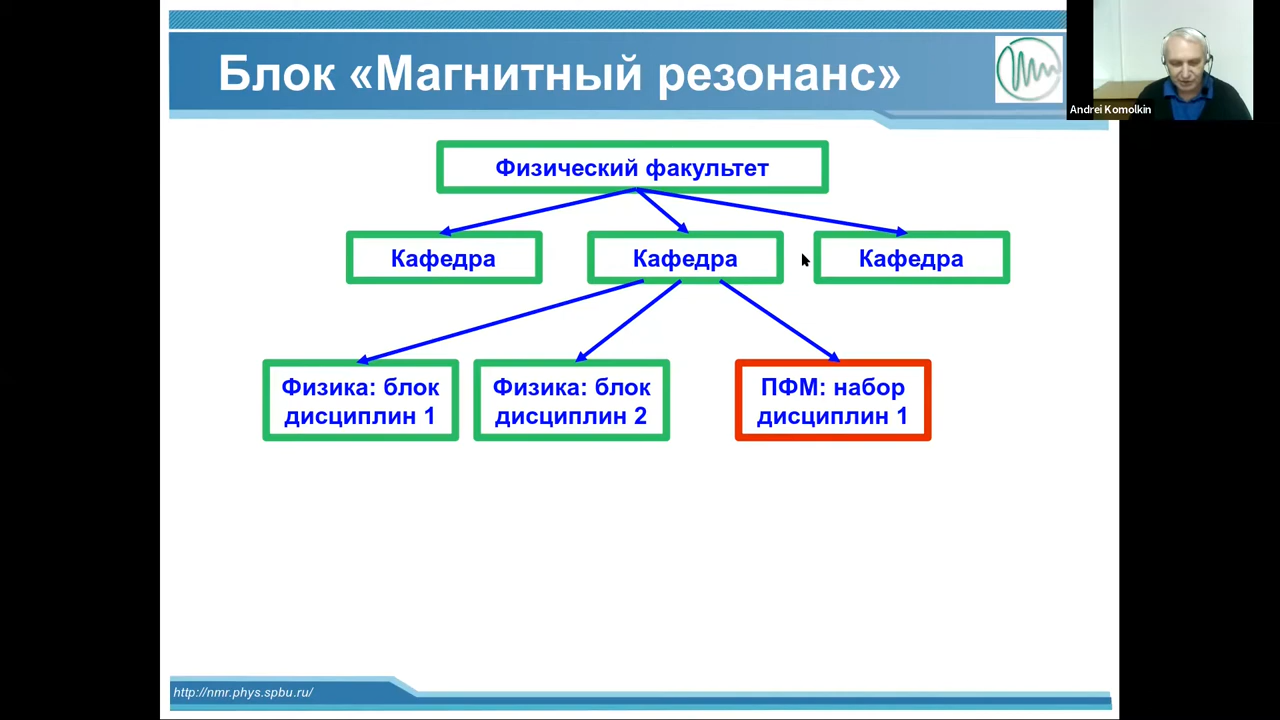 Блок «Магнитный резонанс»
Andrei Komolkin
Физический факультет
Кафедра
Кафедра
Кафедра
Физика: блок
дисциплин 1
Физика: блок
дисциплин 2
ПФМ: набор
дисциплин 1
http://nmr.phys.spbu.ru/